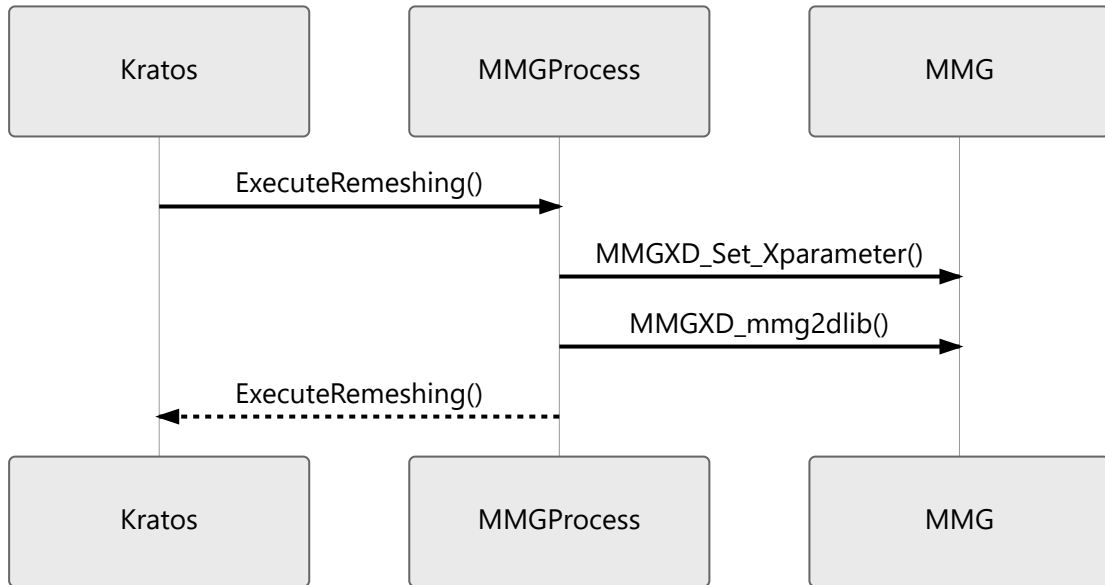 Kratos
MMGProcess
MMG
ExecuteRemeshing()
MMGXD_Set_Xparameter()
MMGXD_mmg2dlib()
ExecuteRemeshing()
Kratos
MMGProcess
MMG